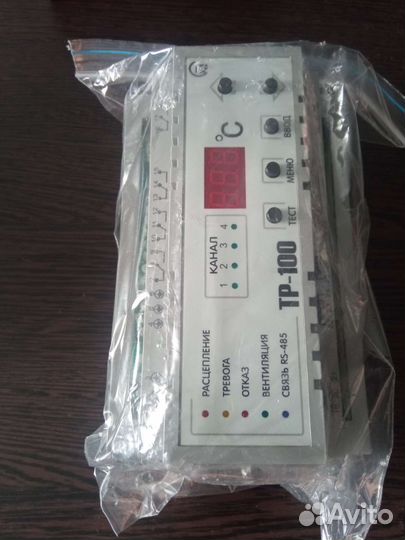 °C
ВВОД
МЕНЮ
ТЕСТ
КАНАЛ
1 2 3 4
ТР-100
РАСЦЕПЛЕНИЕ
ТРЕВОГА
ОТКАЗ
ВЕНТИЛЯЦИЯ
СВЯЗЬ RS-485
Avito